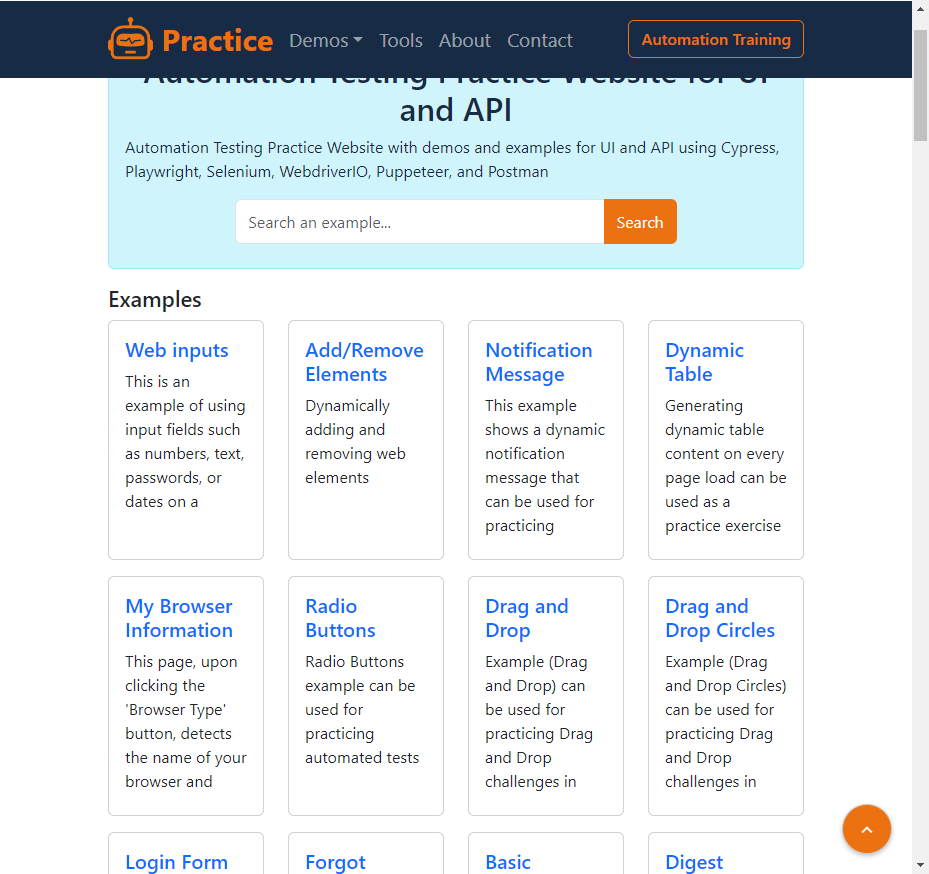 Practice
Demos
Tools
About
Contact
Automation Training
Automation Testing Practice Website for UI
and API
Automation Testing Practice Website with demos and examples for UI and API using Cypress,
Playwright, Selenium, WebdriverIO, Puppeteer, and Postman
Search an example...
Search
Examples
Web inputs
This is an
example of using
input fields such
as numbers, text,
passwords, or
dates on a
Add/Remove
Elements
Dynamically
adding and
removing web
elements
Notification
Message
This example
shows a dynamic
notification
message that
can be used for
practicing
Dynamic
Table
Generating
dynamic table
content on every
page load can be
used as a
practice exercise
My Browser
Information
This page, upon
clicking the
'Browser Type'
button, detects
the name of your
browser and
Radio
Buttons
Radio Buttons
example can be
used for
practicing
automated tests
Drag and
Drop
Example (Drag
and Drop) can
be used for
practicing Drag
and Drop
challenges in
Drag and
Drop Circles
Example (Drag
and Drop Circles)
can be used for
practicing Drag
and Drop
challenges in
Login Form
Forgot
Basic
Digest